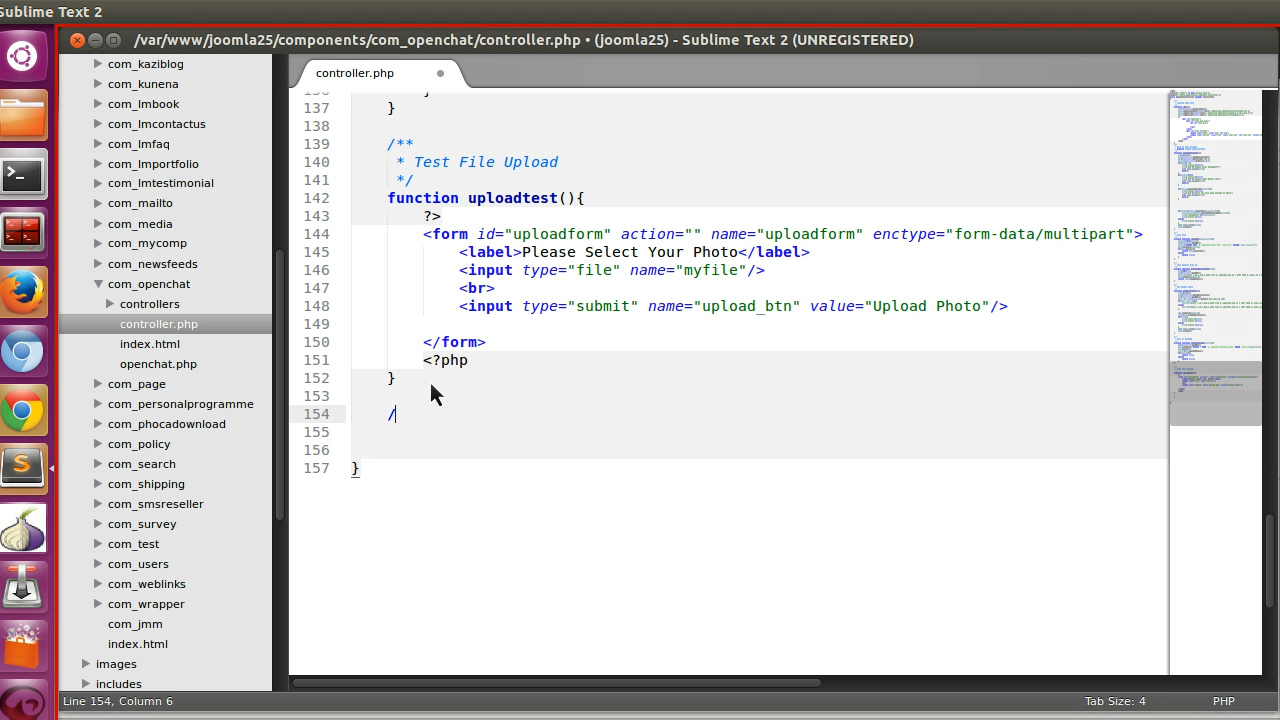 Sublime Text 2
/var/www/joomla25/components/com_openchat/controller.php • (joomla25) - Sublime Text 2 (UNREGISTERED)
com_kaziblog
com_kunena
com_lmbook
com_lmcontactus
com_lmfaq
com_lmportfolio
com_lmtestimonial
com_mailto
com_media
com_mycomp
com_newsfeeds
com_openchat
controllers
controller.php
index.html
openchat.php
com_page
com_personalprogramme
com_phocadownload
com_policy
com_search
com_shipping
com_smsreseller
com_survey
com_test
com_users
com_weblinks
com_wrapper
com_jmm
index.html
images
includes
controller.php
136 }
137 }
138
139 /**
140 * Test File Upload
141 */
142 function uploadtest(){
143 ?>
144 <form id="uploadform" action="" name="uploadform" enctype="form-data/multipart">
145 <label>Please Select Your Photo</label>
146 <input type="file" name="myfile"/>
147 <br>
148 <input type="submit" name="upload_btn" value="Upload Photo"/>
149
150 </form>
151 <?php
152 }
153
154 /
155
156
157 }
Line 154, Column 6
Tab Size: 4
PHP